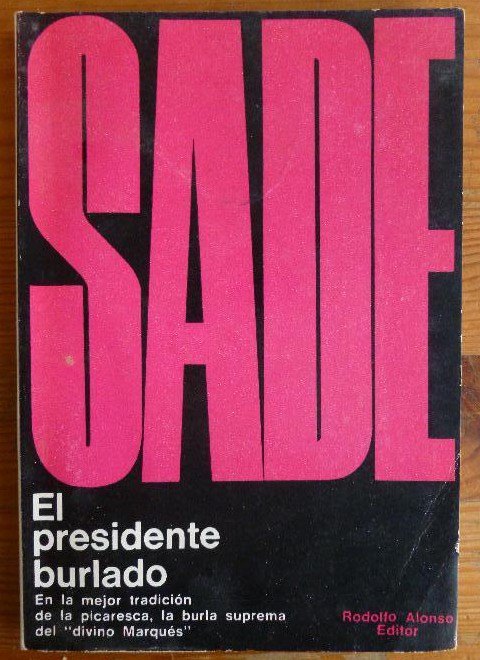 SADE
El
presidente
burlado
En la mejor tradición
de la picaresca, la burla suprema
del "divino Marqués"
Rodolfo Alonso
Editor